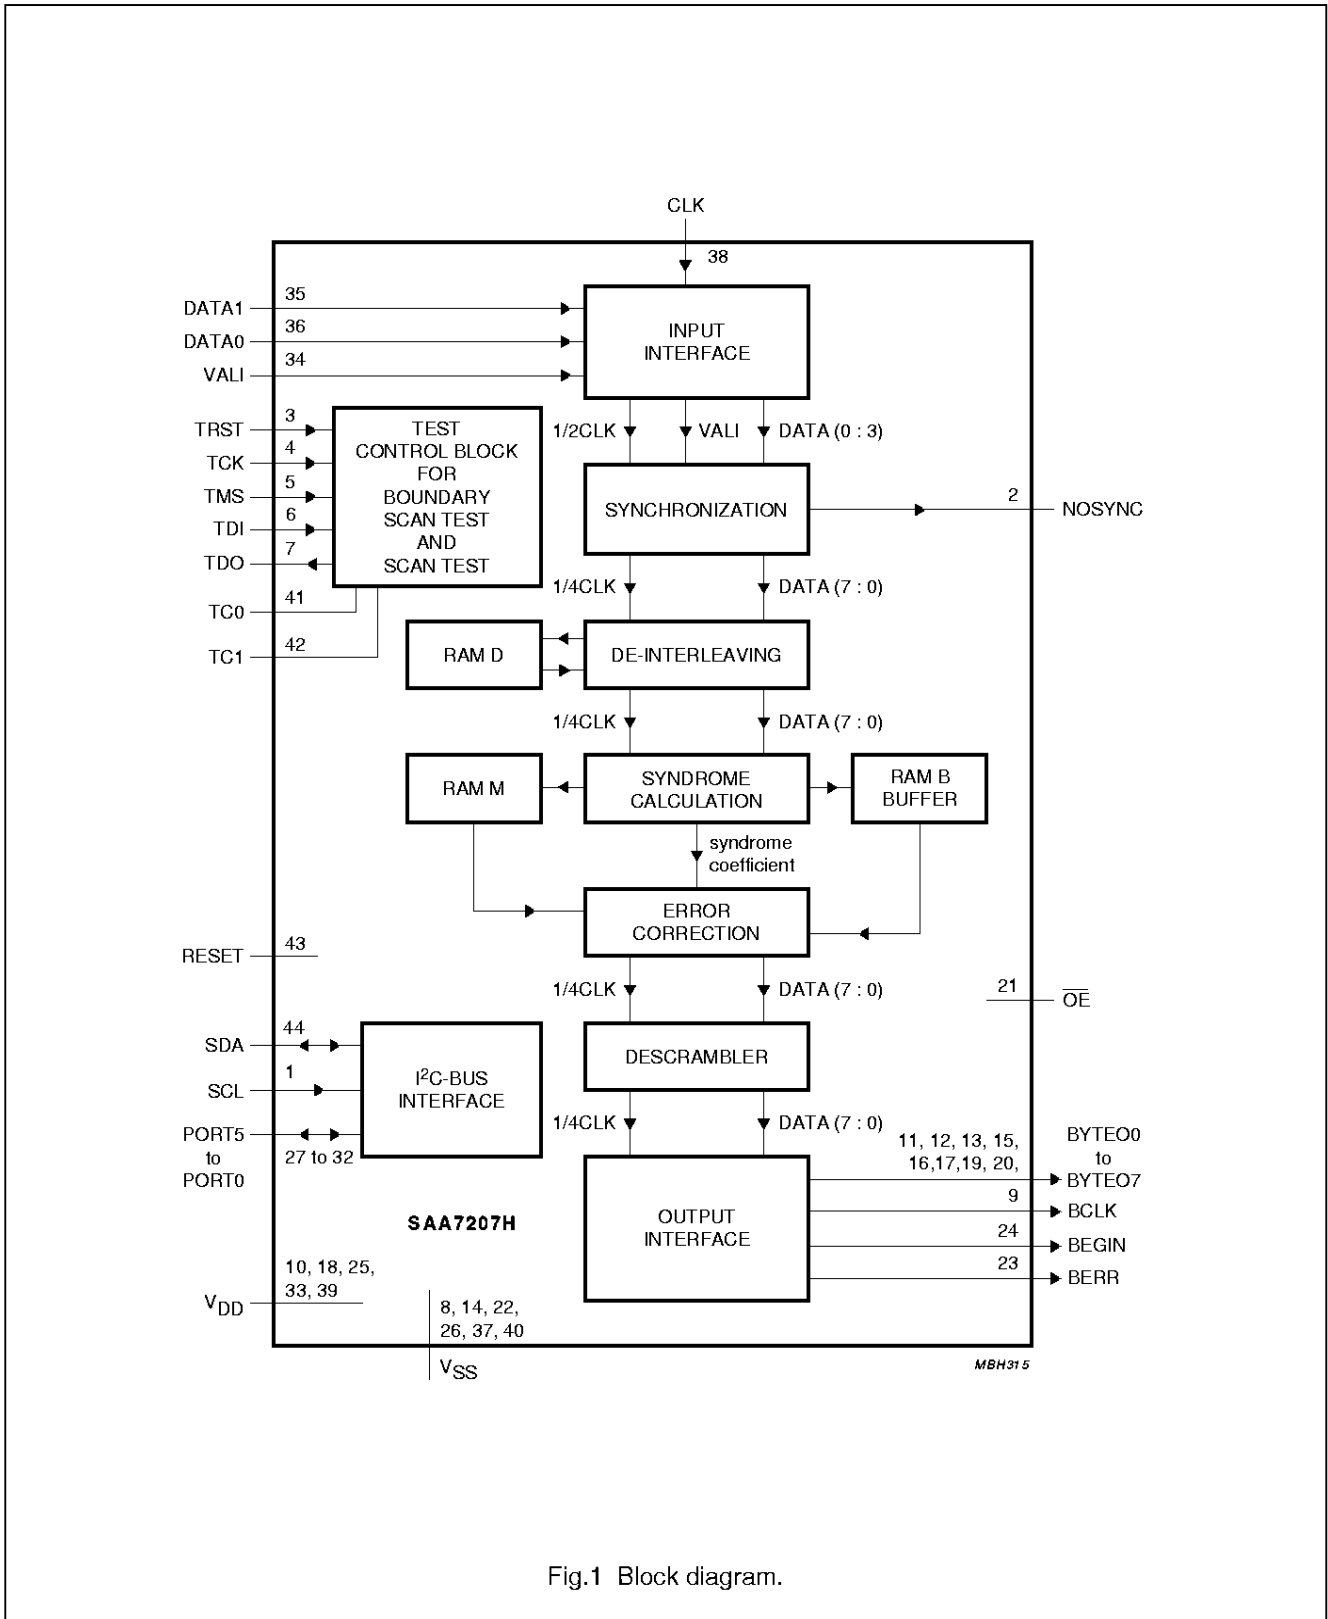 CLK
38
DATA1 35
DATA0 36
VALI 34
INPUT
INTERFACE
TRST 3
TCK 4
TMS 5
TDI 6
TDO 7
TC0 41
TC1 42
TEST
CONTROL BLOCK
FOR
BOUNDARY
SCAN TEST
AND
SCAN TEST
1/2CLK VALI DATA (0 : 3)
SYNCHRONIZATION
2 NOSYNC
1/4CLK DATA (7 : 0)
RAM D DE-INTERLEAVING
1/4CLK DATA (7 : 0)
RAM M
SYNDROME
CALCULATION
RAM B
BUFFER
syndrome
coefficient
ERROR
CORRECTION
RESET 43
1/4CLK DATA (7 : 0)
21 OE
SDA 44
SCL 1
PORT5
to
PORT0
27 to 32
I²C-BUS
INTERFACE
DESCRAMBLER
1/4CLK DATA (7 : 0)
11, 12, 13, 15,
16,17,19, 20,
BYTEO0
to
BYTEO7
9 BCLK
24 BEGIN
23 BERR
OUTPUT
INTERFACE
SAA7207H
10, 18, 25,
33, 39
VDD
8, 14, 22,
26, 37, 40
VSS
MBH315
Fig.1 Block diagram.